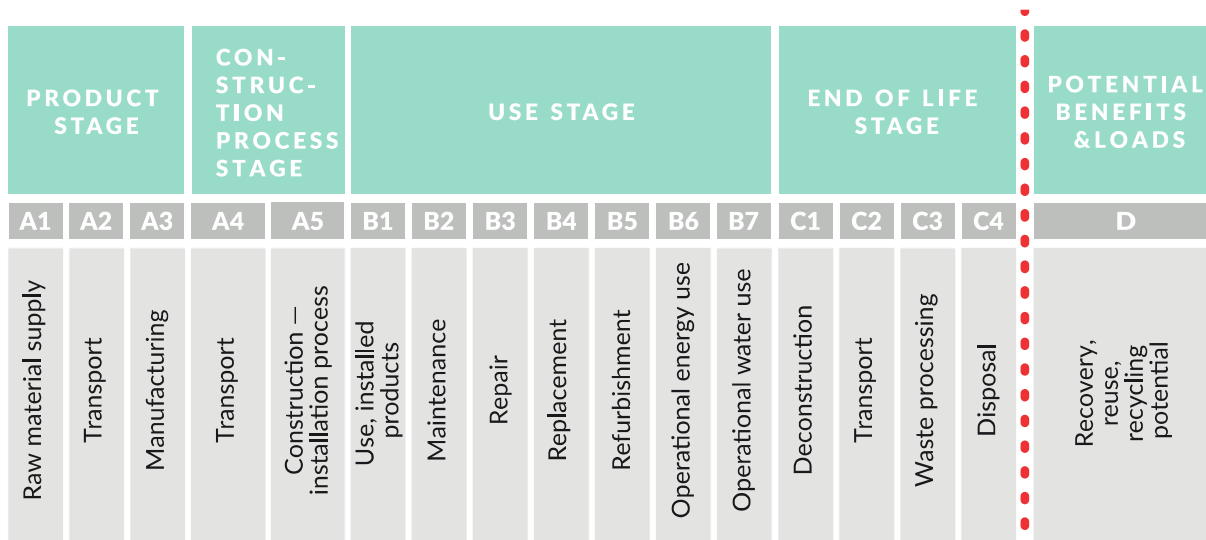 PRODUCT
STAGE
CON-
STRUC-
TION
PROCESS
STAGE
USE STAGE
END OF LIFE
STAGE
POTENTIAL
BENEFITS
&LOADS
A1
A2
A3
A4
A5
B1
B2
B3
B4
B5
B6
B7
C1
C2
C3
C4
D
Raw material supply
Transport
Manufacturing
Transport
Construction –
installation process
Use, installed
products
Maintenance
Repair
Replacement
Refurbishment
Operational energy use
Operational water use
Deconstruction
Transport
Waste processing
Disposal
Recovery,
reuse,
recycling
potential